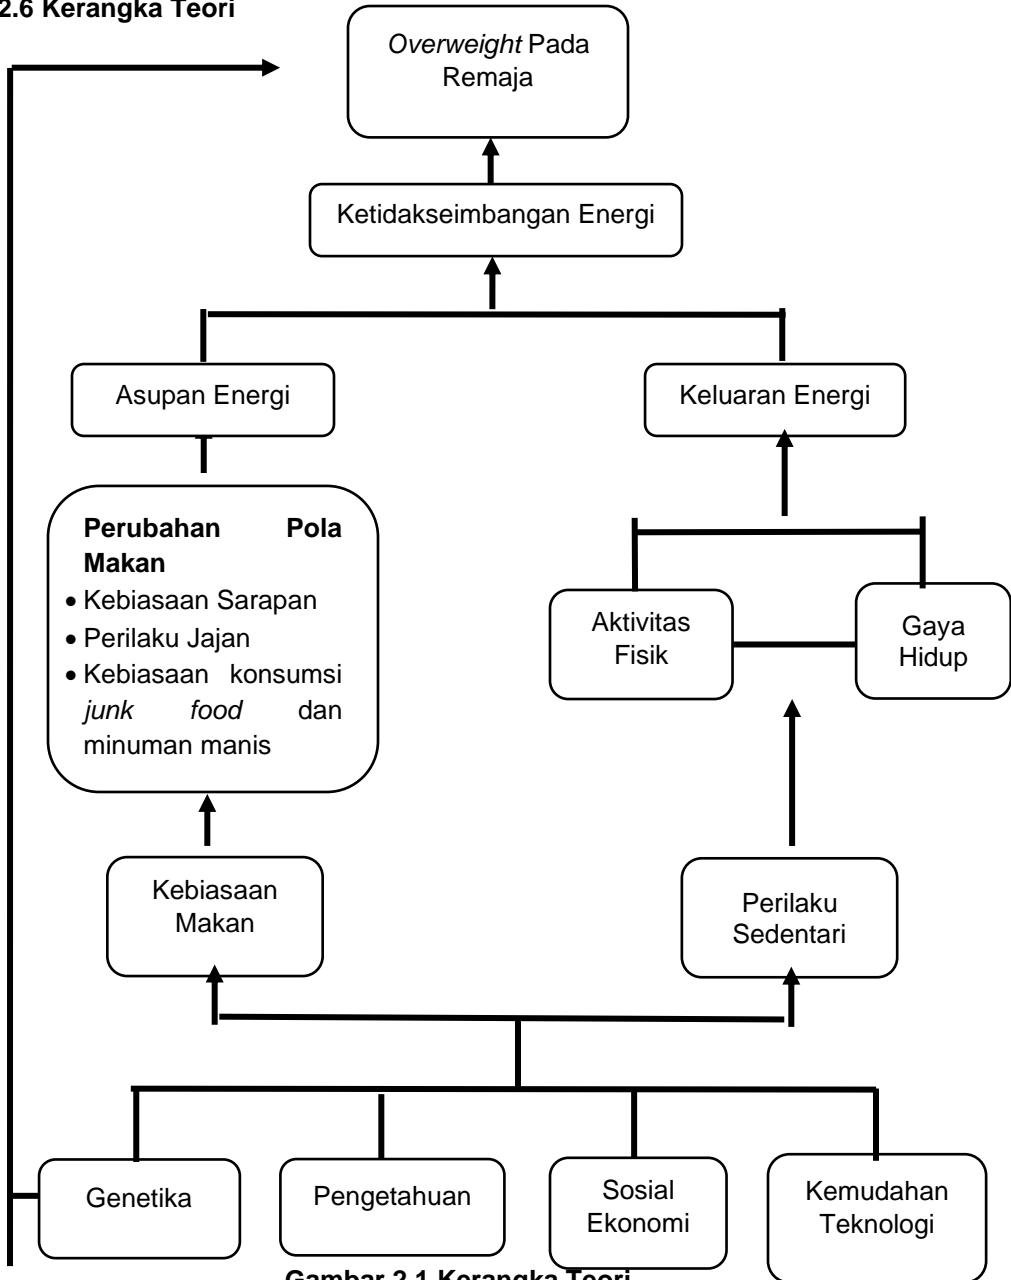 2.6 Kerangka Teori
Overweight Pada
Remaja
Ketidakseimbangan Energi
Asupan Energi
Keluaran Energi
Perubahan Pola
Makan
• Kebiasaan Sarapan
• Perilaku Jajan
• Kebiasaan konsumsi
junk food dan
minuman manis
Aktivitas
Fisik
Gaya
Hidup
Kebiasaan
Makan
Perilaku
Sedentari
Genetika
Pengetahuan
Sosial
Ekonomi
Kemudahan
Teknologi
Gambar 2.1 Kerangka Teori